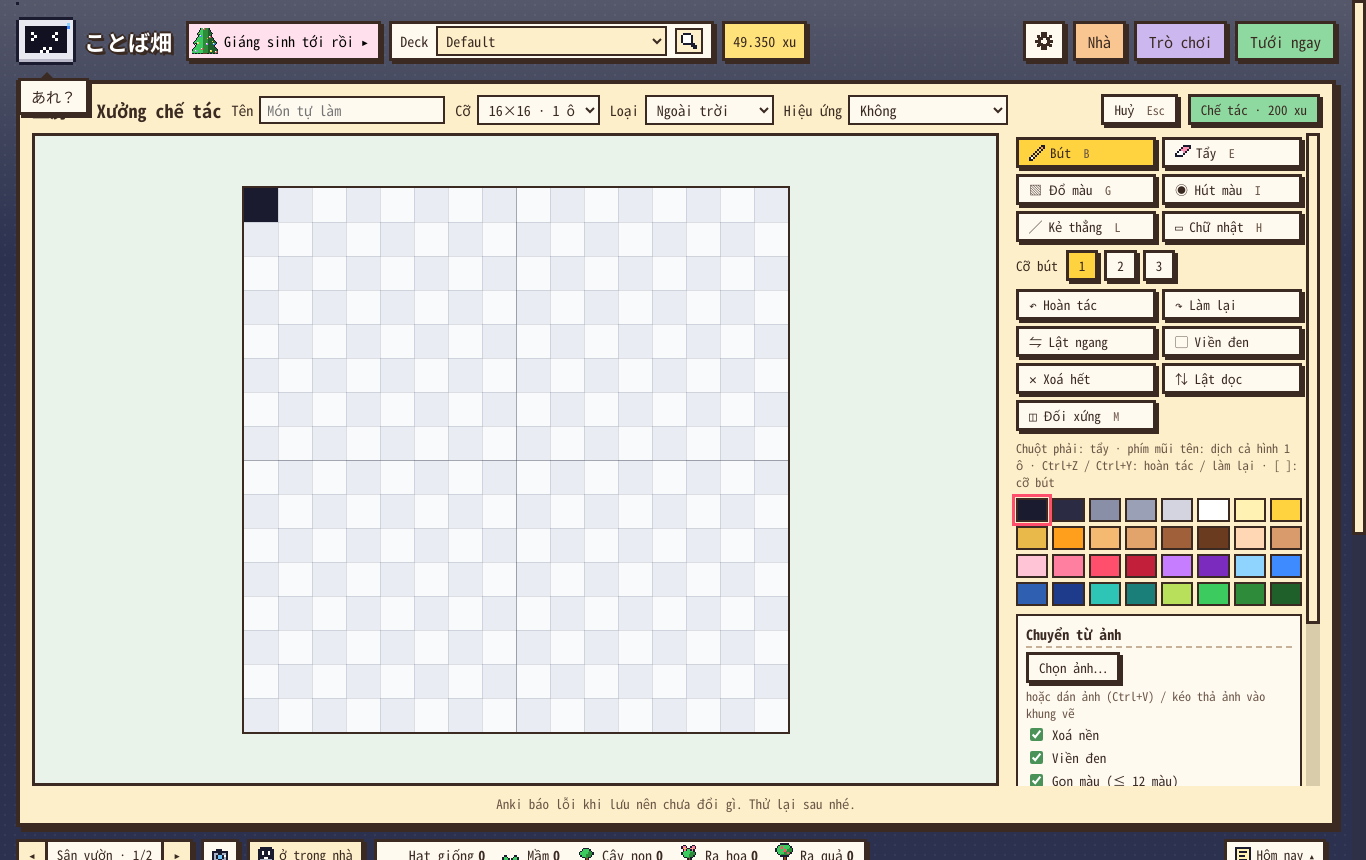 ことば畑
Giáng sinh tới rồi ▸
Deck
Default
49.350 xu
Nhà
Trò chơi
Tưới ngay
あれ？
Xưởng chế tác
Tên
Món tự làm
Cỡ
16×16 · 1 ô
Loại
Ngoài trời
Hiệu ứng
Không
Huỷ Esc
Chế tác · 200 xu
Bút B
Tẩy E
Đổ màu G
Hút màu I
Kẻ thẳng L
Chữ nhật H
Cỡ bút
1
2
3
↶ Hoàn tác
↷ Làm lại
⇋ Lật ngang
Viền đen
✕ Xoá hết
Lật dọc
Đối xứng M
Chuột phải: tẩy · phím mũi tên: dịch cả hình 1
ô · Ctrl+Z / Ctrl+Y: hoàn tác / làm lại · [ ]:
cỡ bút
Chuyển từ ảnh
Chọn ảnh...
hoặc dán ảnh (Ctrl+V) / kéo thả ảnh vào
khung vẽ
Xoá nền
Viền đen
Gọn màu (≤ 12 màu)
Anki báo lỗi khi lưu nên chưa đổi gì. Thử lại sau nhé.
◂
Sân vườn · 1/2
▸
Ở trong nhà
Hạt giống 0
Mầm 0
Cây non 0
Ra hoa 0
Ra quả 0
Hôm nay ▴